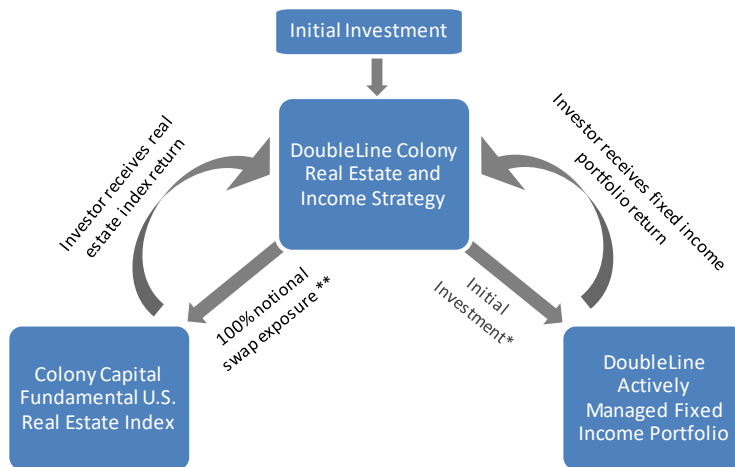 Initial Investment
Investor receives real
estate index return
DoubleLine Colony
Real Estate and
Income Strategy
Investor receives fixed income
portfolio return
100% notional
swap exposure **
Initial
Investment*
Colony Capital
Fundamental U.S.
Real Estate Index
DoubleLine
Actively
Managed Fixed
Income Portfolio